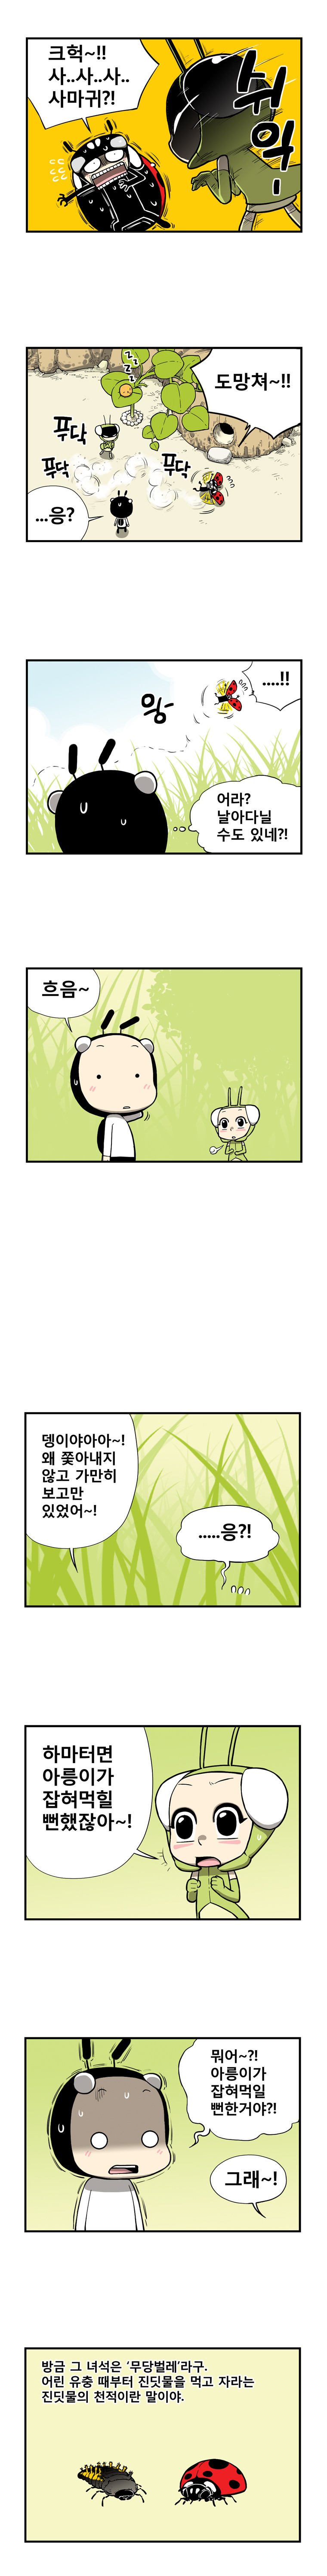 크헉~!!
사..사..사..
사마귀?!
쉬익-
도망쳐~!!
z
z
z
z
푸닥
푸닥
푸닥
...응?
....!!
앙-
어라?
날아다닐
수도 있네?!
흐음~
뎅이야아아~!
왜 쫓아내지
않고 가만히
보고만
있었어~!
.....응?!
하마터면
아릉이가
잡혀먹힐
뻔했잖아~!
뭐어~?!
아릉이가
잡혀먹일
뻔한거야?!
그래~!
방금 그 녀석은 '무당벌레'라구.
어린 유충 때부터 진딧물을 먹고 자라는
진딧물의 천적이란 말이야.